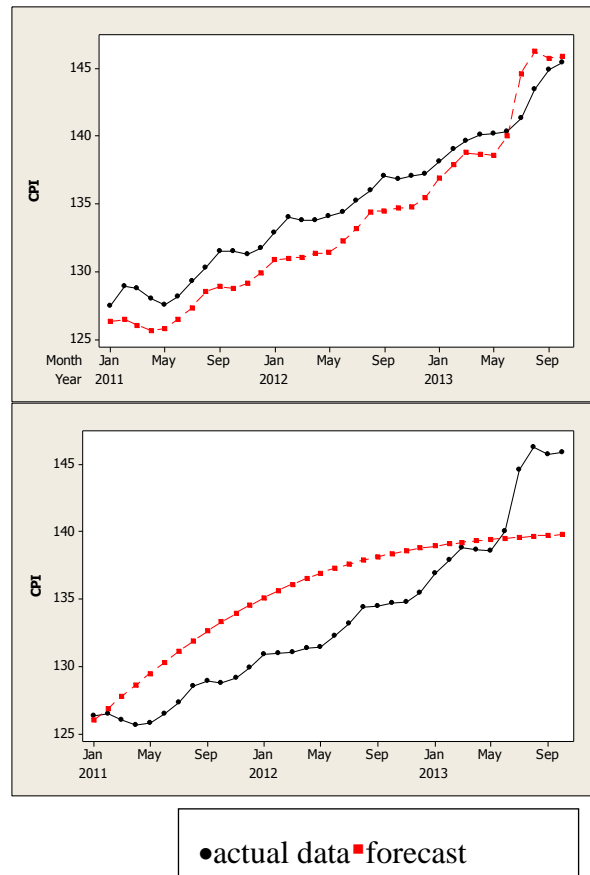 145
140
135
130
125
CPI
Month Jan May Sep Jan May Sep Jan May Sep
Year 2011 2012 2013
145
140
135
130
125
CPI
Jan May Sep Jan May Sep Jan May Sep
2011 2012 2013
actual data forecast